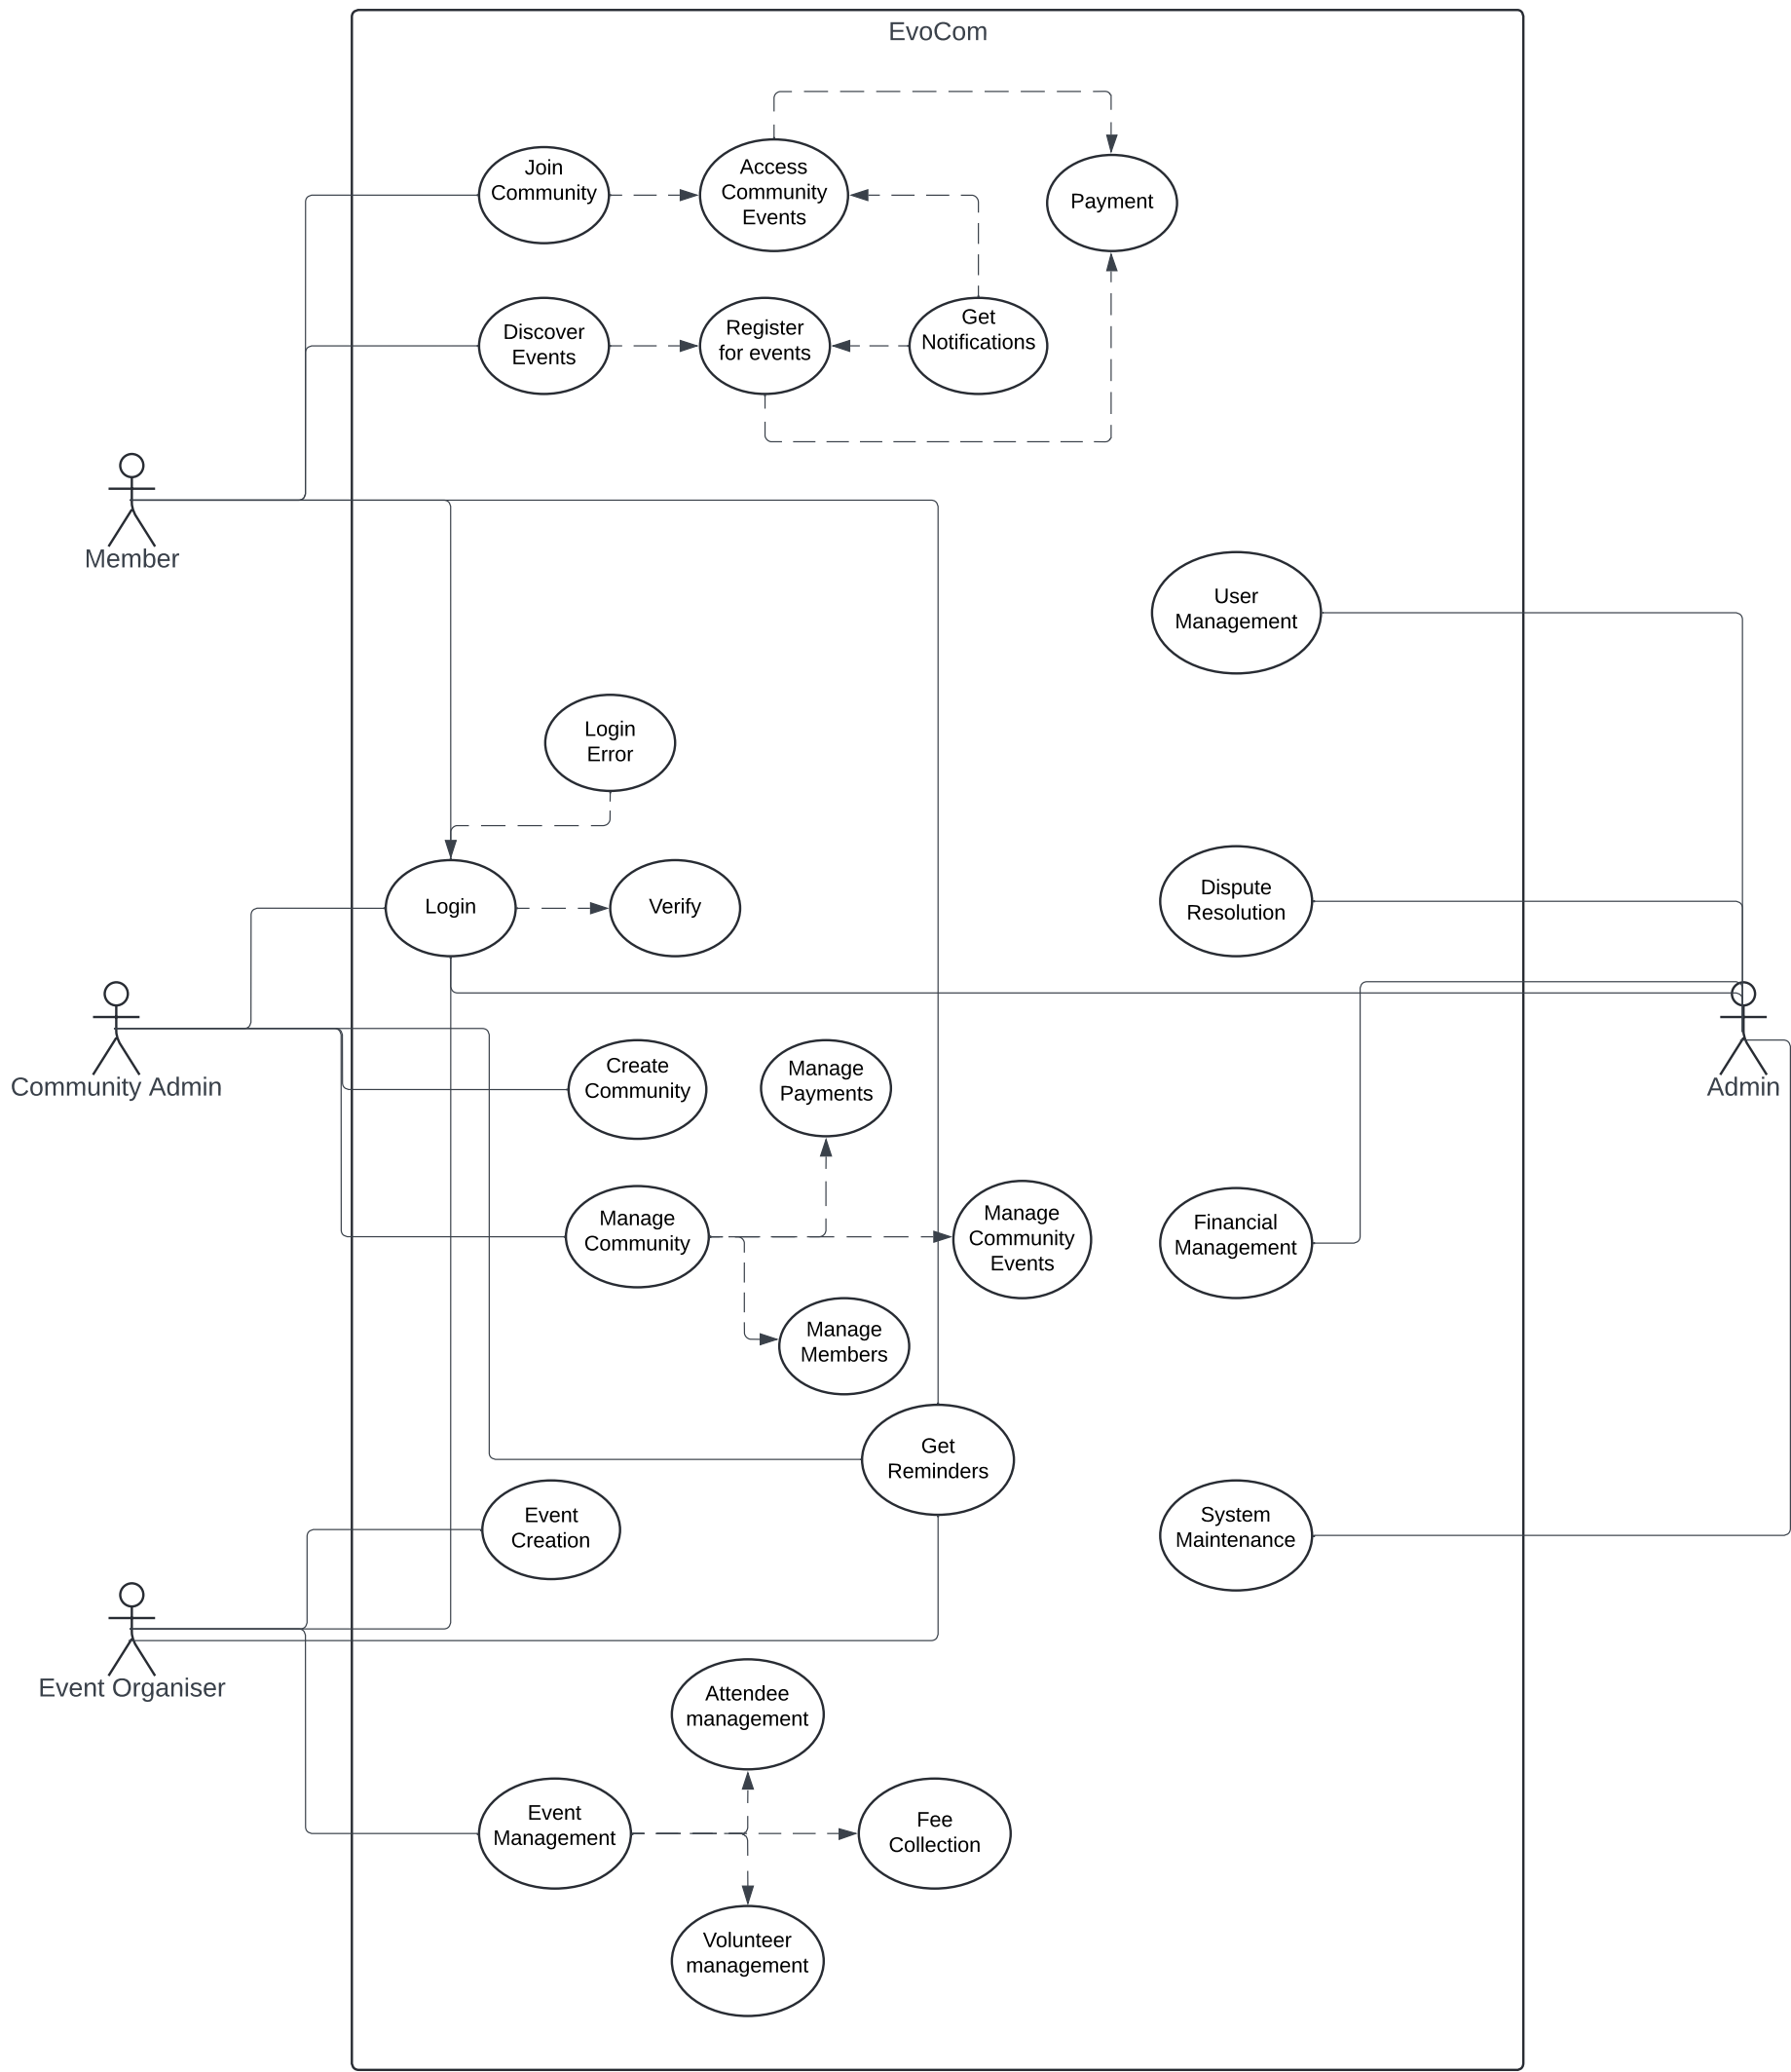 EvoCom
Join
Community
Access
Community
Events
Payment
Discover
Events
Register
for events
Get
Notifications
Member
User
Management
Login
Error
Login
Verify
Dispute
Resolution
Community Admin
Admin
Create
Community
Manage
Payments
Manage
Community
Manage
Community
Events
Financial
Management
Manage
Members
Get
Reminders
Event
Creation
System
Maintenance
Event Organiser
Attendee
management
Event
Management
Fee
Collection
Volunteer
management